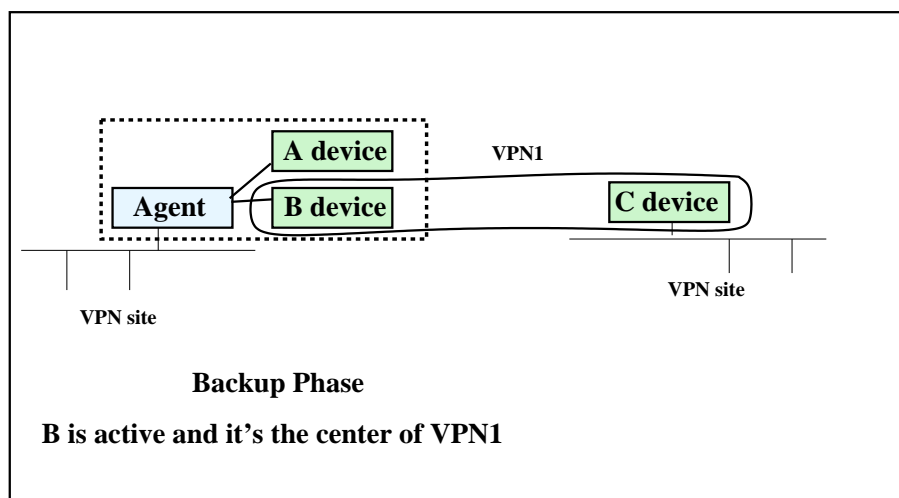 A device
VPN1
Agent
B device
C device
VPN site
VPN site
Backup Phase
B is active and it's the center of VPN1